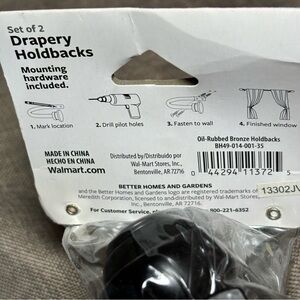 Set of 2
Drapery
Holdbacks
Mounting
hardware
included.
1. Mark location
2. Drill pilot holes
3. Fasten to wall
4. Finished window
Oil-Rubbed Bronze Holdbacks
BH49-014-001-35
MADE IN CHINA
HECHO EN CHINA
Walmart.com
Distributed by/Distribuido por
Wal-Mart Stores, Inc.,
Bentonville, AR 72716
0 44294 11372 5
BETTER HOMES AND GARDENS
and the Better Homes and Gardens logo are registered trademarks of
Meredith Corporation, licensed to and distributed by Wal-Mart Stores,
Inc., Bentonville, AR 72716.
13302JV
For Customer Service, please 800-221-6352